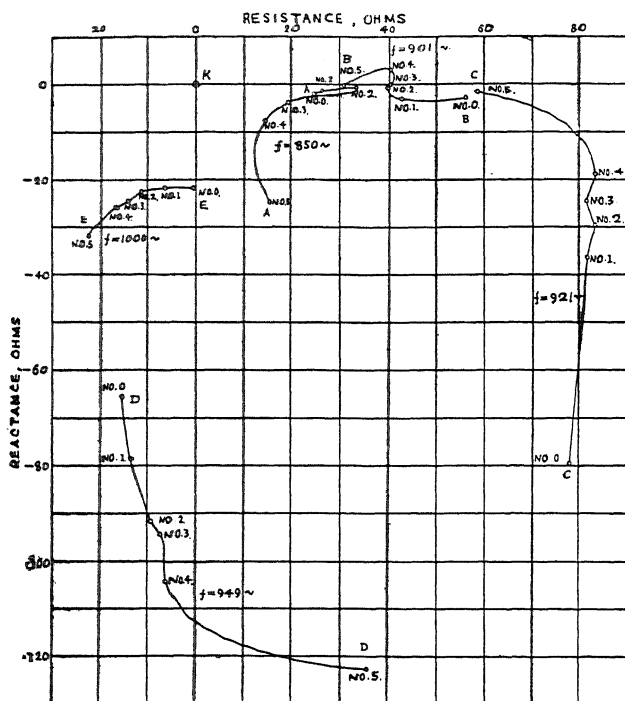 RESISTANCE, OHMS
20 0 20 40 60 80
B f=901~
K NO.5. NO.4. C
0 A NO.2 NO.3.
NO.0. NO.2. NO.2. NO.5.
NO.3. NO.1. NO.0.
NO.4 B
f=850~
NO.4
-20 NO.2. NO.1 NO.0. A NO.5 NO.3.
NO.3. E NO.2.
E NO.4.
NO.5 f=1000~
NO.1.
-40
f=921~
REACTANCE, OHMS
-60
NO.0
D
NO.1. NO.0
-80 C
NO.2
NO.3.
NO.4. f=949~
D
NO.5.